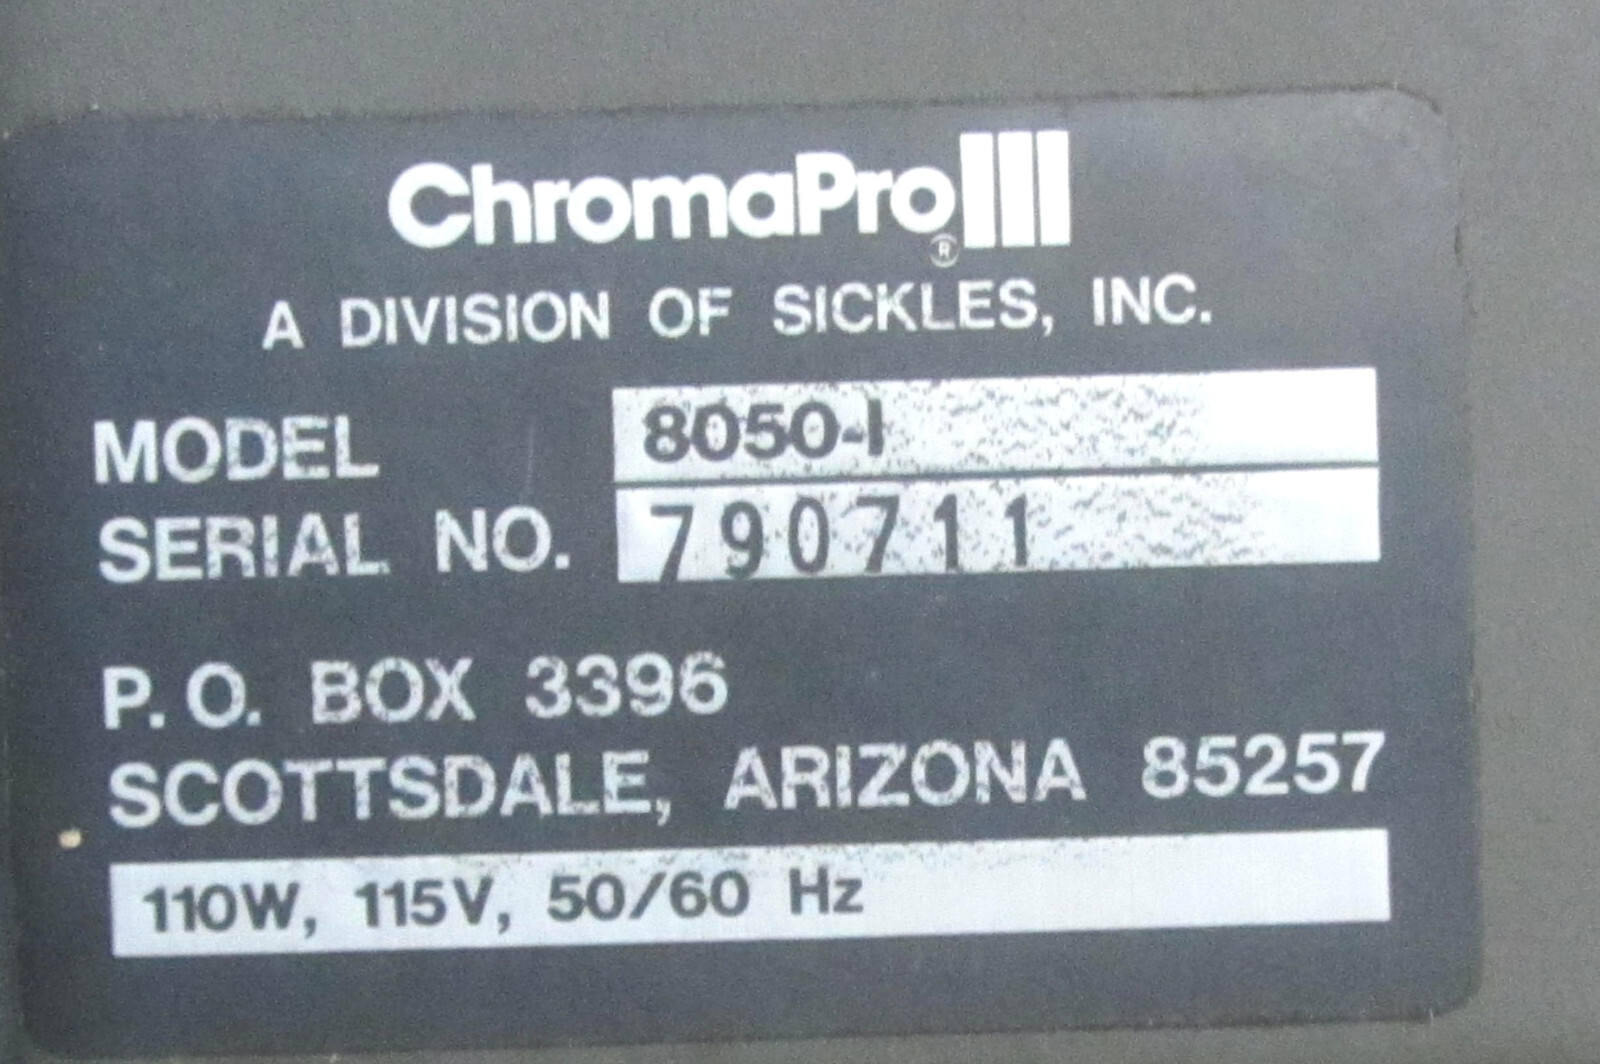 ChromaPro®
A DIVISION OF SICKLES, INC.
MODEL 8050-I
SERIAL NO. 790711
P.O. BOX 3396
SCOTTSDALE, ARIZONA 85257
110W, 115V, 50/60 Hz